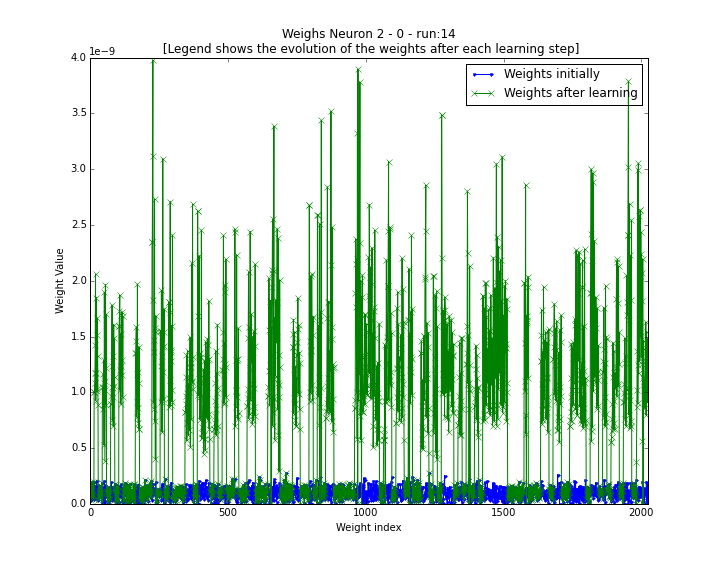 Weighs Neuron 2 - 0 - run:14
[Legend shows the evolution of the weights after each learning step]
1e−9
4.0
3.5
3.0
2.5
2.0
1.5
1.0
0.5
0.0
Weight Value
Weights initially
Weights after learning
0 500 1000 1500 2000
Weight index